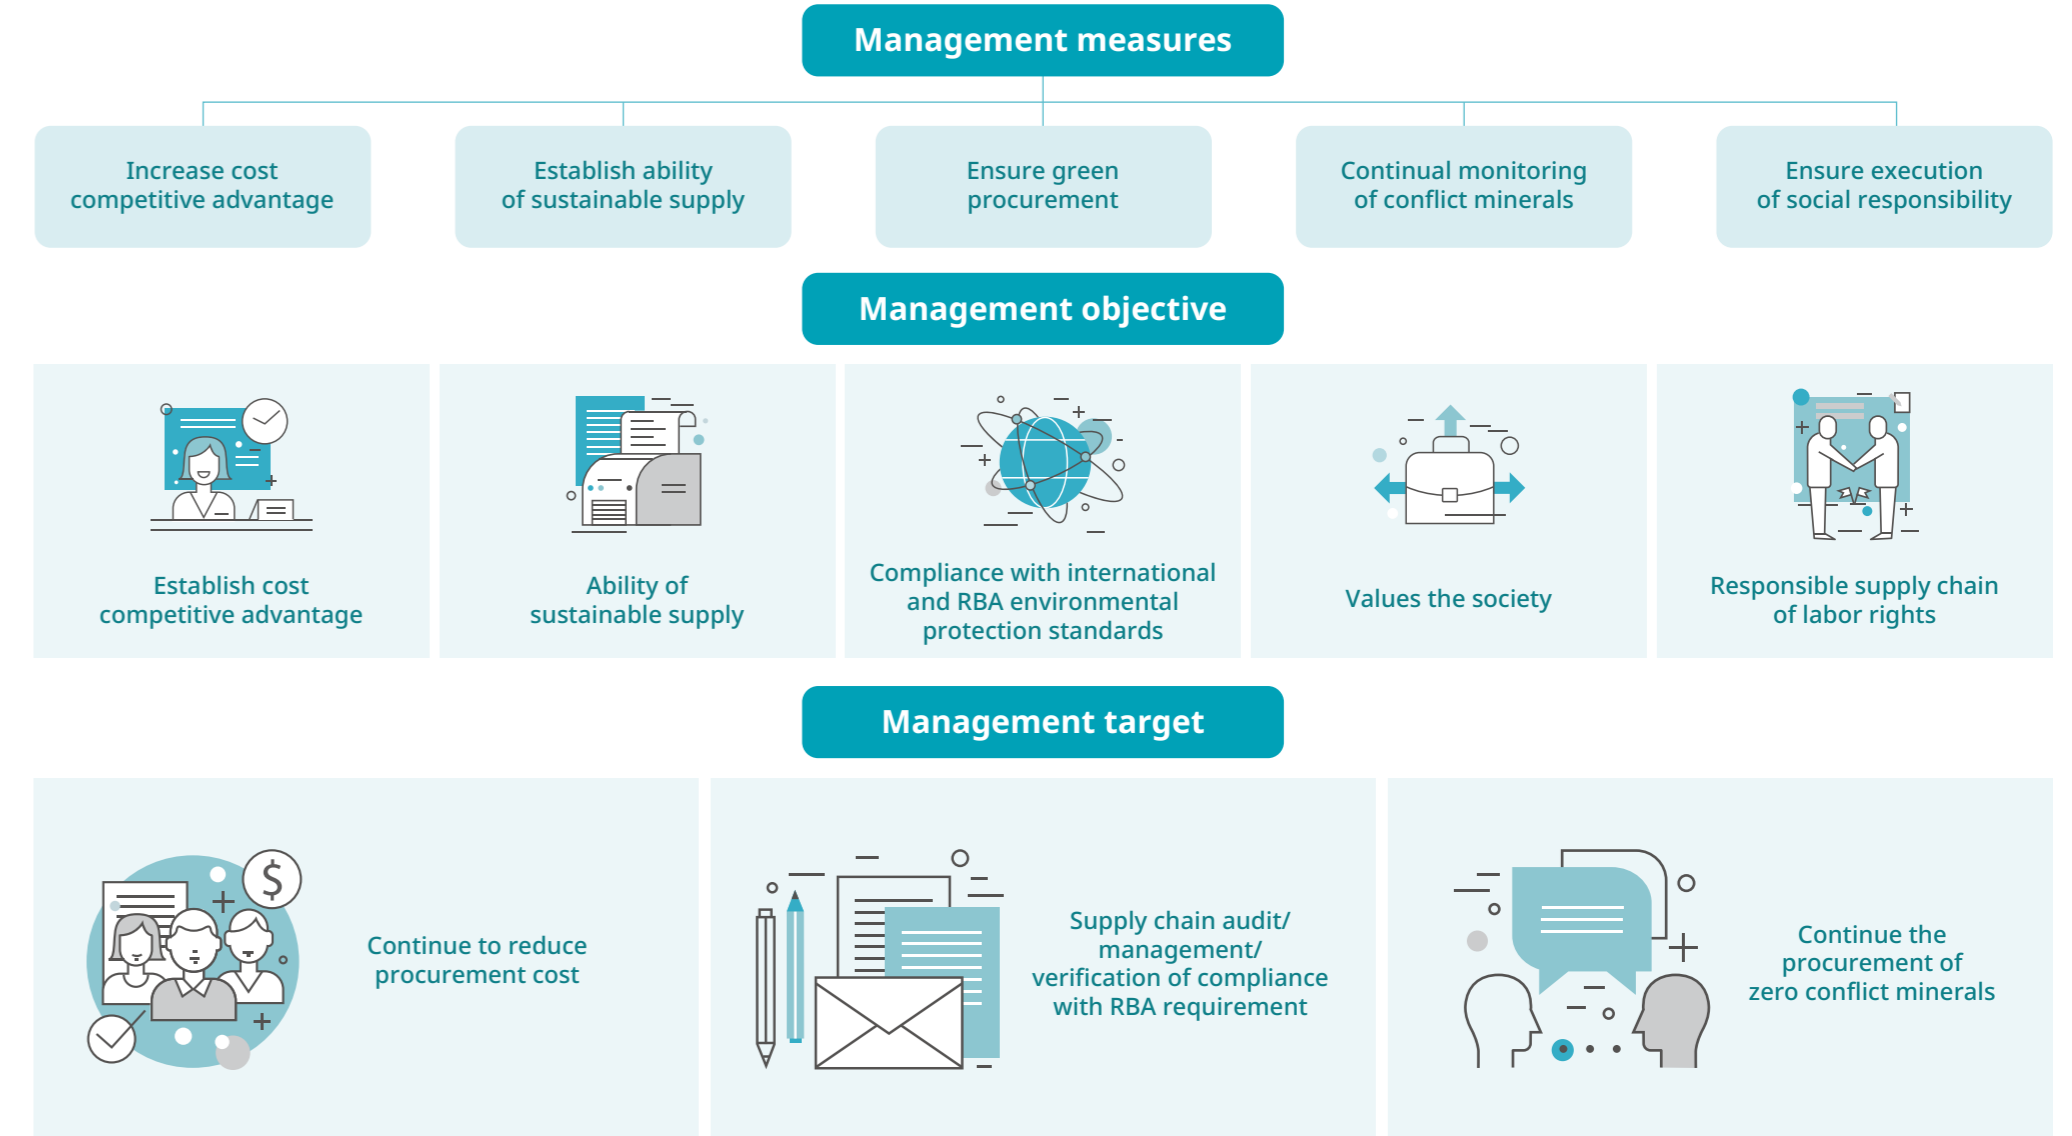 Management measures
Increase cost
competitive advantage
Establish ability
of sustainable supply
Ensure green
procurement
Continual monitoring
of conflict minerals
Ensure execution
of social responsibility
Management objective
Establish cost
competitive advantage
Ability of
sustainable supply
Compliance with international
and RBA environmental
protection standards
Values the society
Responsible supply chain
of labor rights
Management target
$
Continue to reduce
procurement cost
Supply chain audit/
management/
verification of compliance
with RBA requirement
Continue the
procurement of
zero conflict minerals